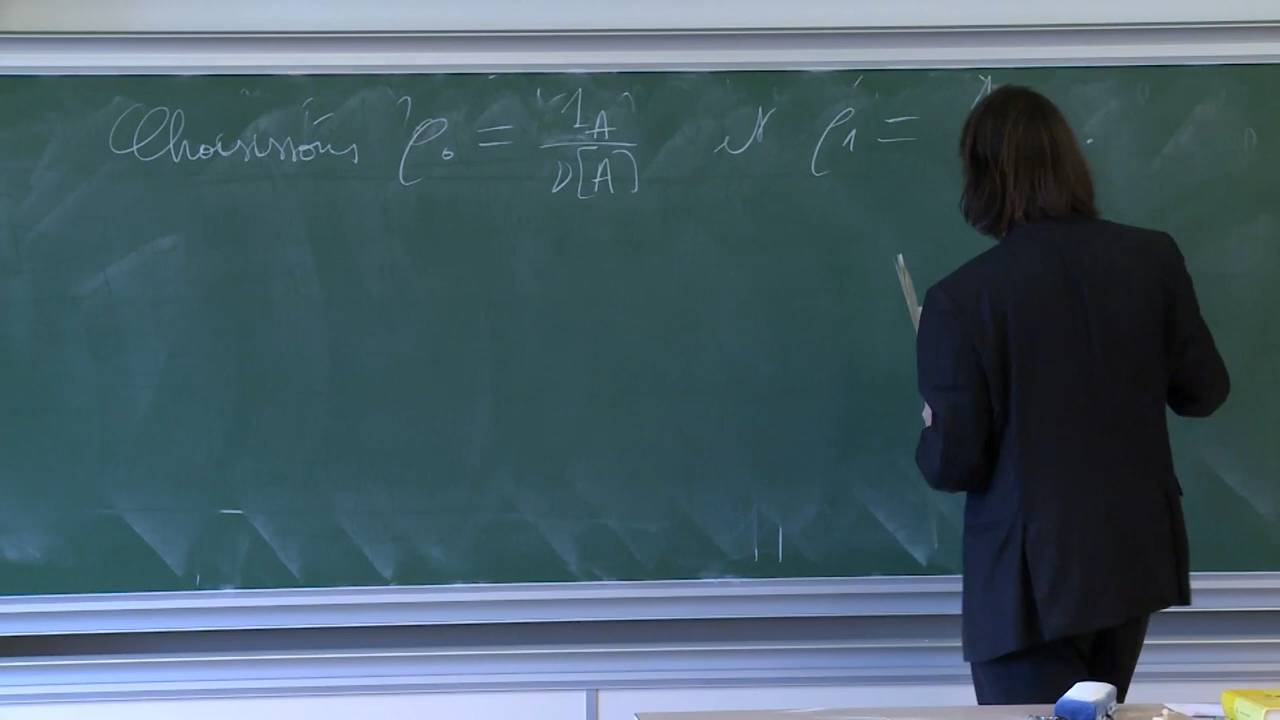 Choisissons ρ₀ = 1_A / ν[A] et ρ₁ =